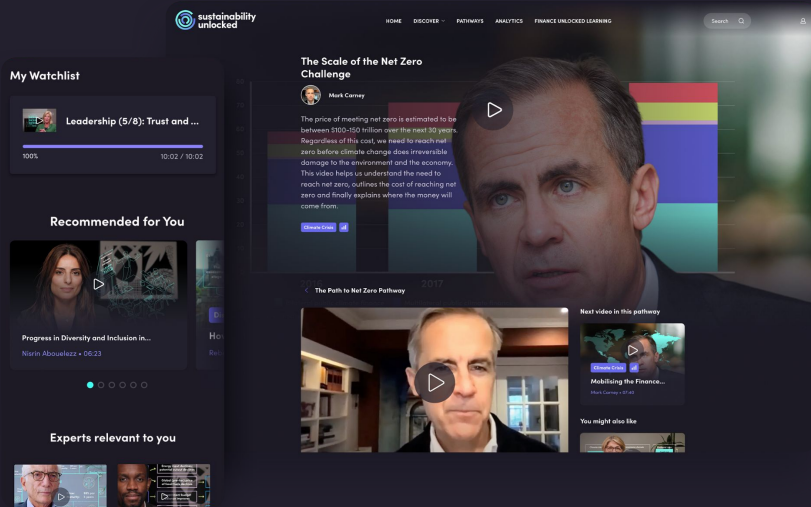 sustainability
unlocked
HOME
DISCOVER
PATHWAYS
ANALYTICS
FINANCE UNLOCKED LEARNING
Search
My Watchlist
Leadership (5/8): Trust and ...
100%
10:02 / 10:02
Recommended for You
Progress in Diversity and Inclusion in...
Nisrin Abouelezz • 06:23
Experts relevant to you
The Scale of the Net Zero
Challenge
Mark Carney
The price of meeting net zero is estimated to be
between $100-150 trillion over the next 30 years.
Regardless of this cost, we need to reach net
zero before climate change does irreversible
damage to the environment and the economy.
This video helps us understand the need to
reach net zero, outlines the cost of reaching net
zero and finally explains where the money will
come from.
Climate Crisis
2017
The Path to Net Zero Pathway
Next video in this pathway
Climate Crisis
Mobilising the Finance...
Mark Carney • 07:40
You might also like